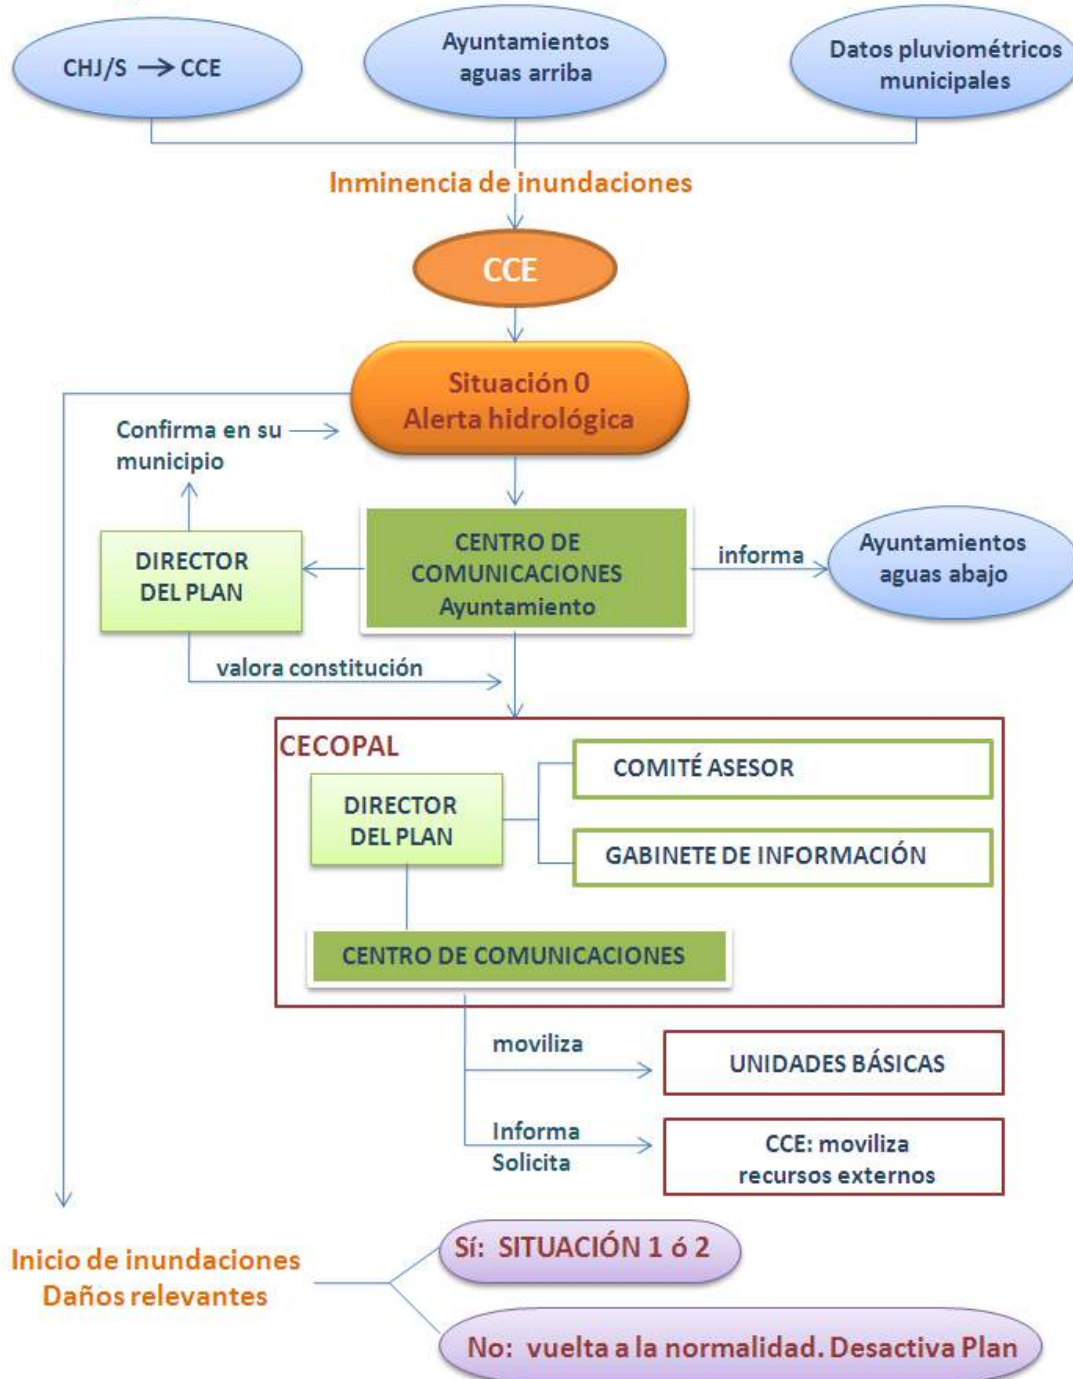 CHJ/S → CCE
Ayuntamientos
aguas arriba
Datos pluviométricos
municipales
Inminencia de inundaciones
CCE
Situación 0
Alerta hidrológica
Confirma en su
municipio
DIRECTOR
DEL PLAN
CENTRO DE
COMUNICACIONES
Ayuntamiento
informa
Ayuntamientos
aguas abajo
valora constitución
CECOPAL
DIRECTOR
DEL PLAN
COMITÉ ASESOR
GABINETE DE INFORMACIÓN
CENTRO DE COMUNICACIONES
moviliza
UNIDADES BÁSICAS
Informa
Solicita
CCE: moviliza
recursos externos
Inicio de inundaciones
Daños relevantes
Sí: SITUACIÓN 1 ó 2
No: vuelta a la normalidad. Desactiva Plan